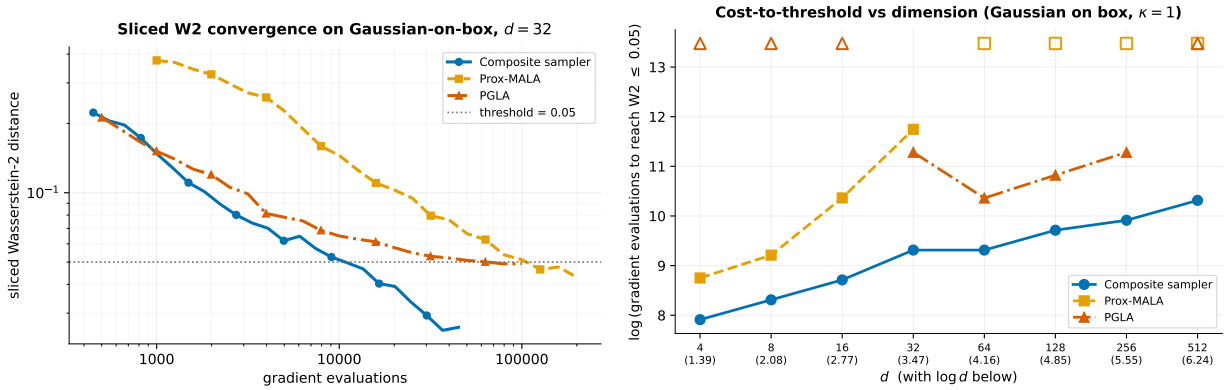 Sliced W2 convergence on Gaussian-on-box, d = 32
sliced Wasserstein-2 distance
10⁻¹
Composite sampler
Prox-MALA
PGLA
threshold = 0.05
1000
10000
100000
gradient evaluations
Cost-to-threshold vs dimension (Gaussian on box, κ = 1)
log(gradient evaluations to reach W2 ≤ 0.05)
13
12
11
10
9
8
Composite sampler
Prox-MALA
PGLA
4 8 16 32 64 128 256 512
(1.39) (2.08) (2.77) (3.47) (4.16) (4.85) (5.55) (6.24)
d (with log d below)